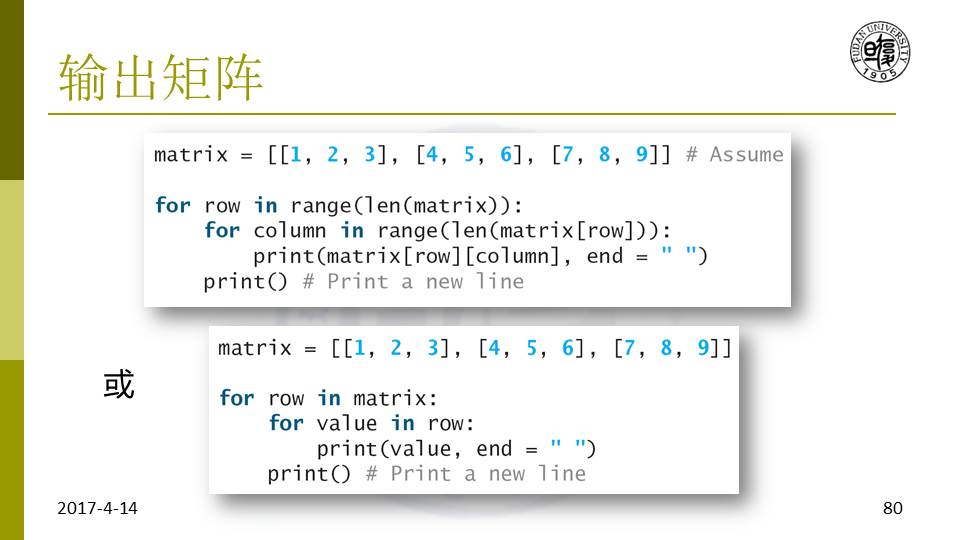 输出矩阵
FUDAN UNIVERSITY
1905
matrix = [[1, 2, 3], [4, 5, 6], [7, 8, 9]] # Assume
for row in range(len(matrix)):
    for column in range(len(matrix[row])):
        print(matrix[row][column], end = " ")
    print() # Print a new line
或
matrix = [[1, 2, 3], [4, 5, 6], [7, 8, 9]]
for row in matrix:
    for value in row:
        print(value, end = " ")
    print() # Print a new line
2017-4-14
80